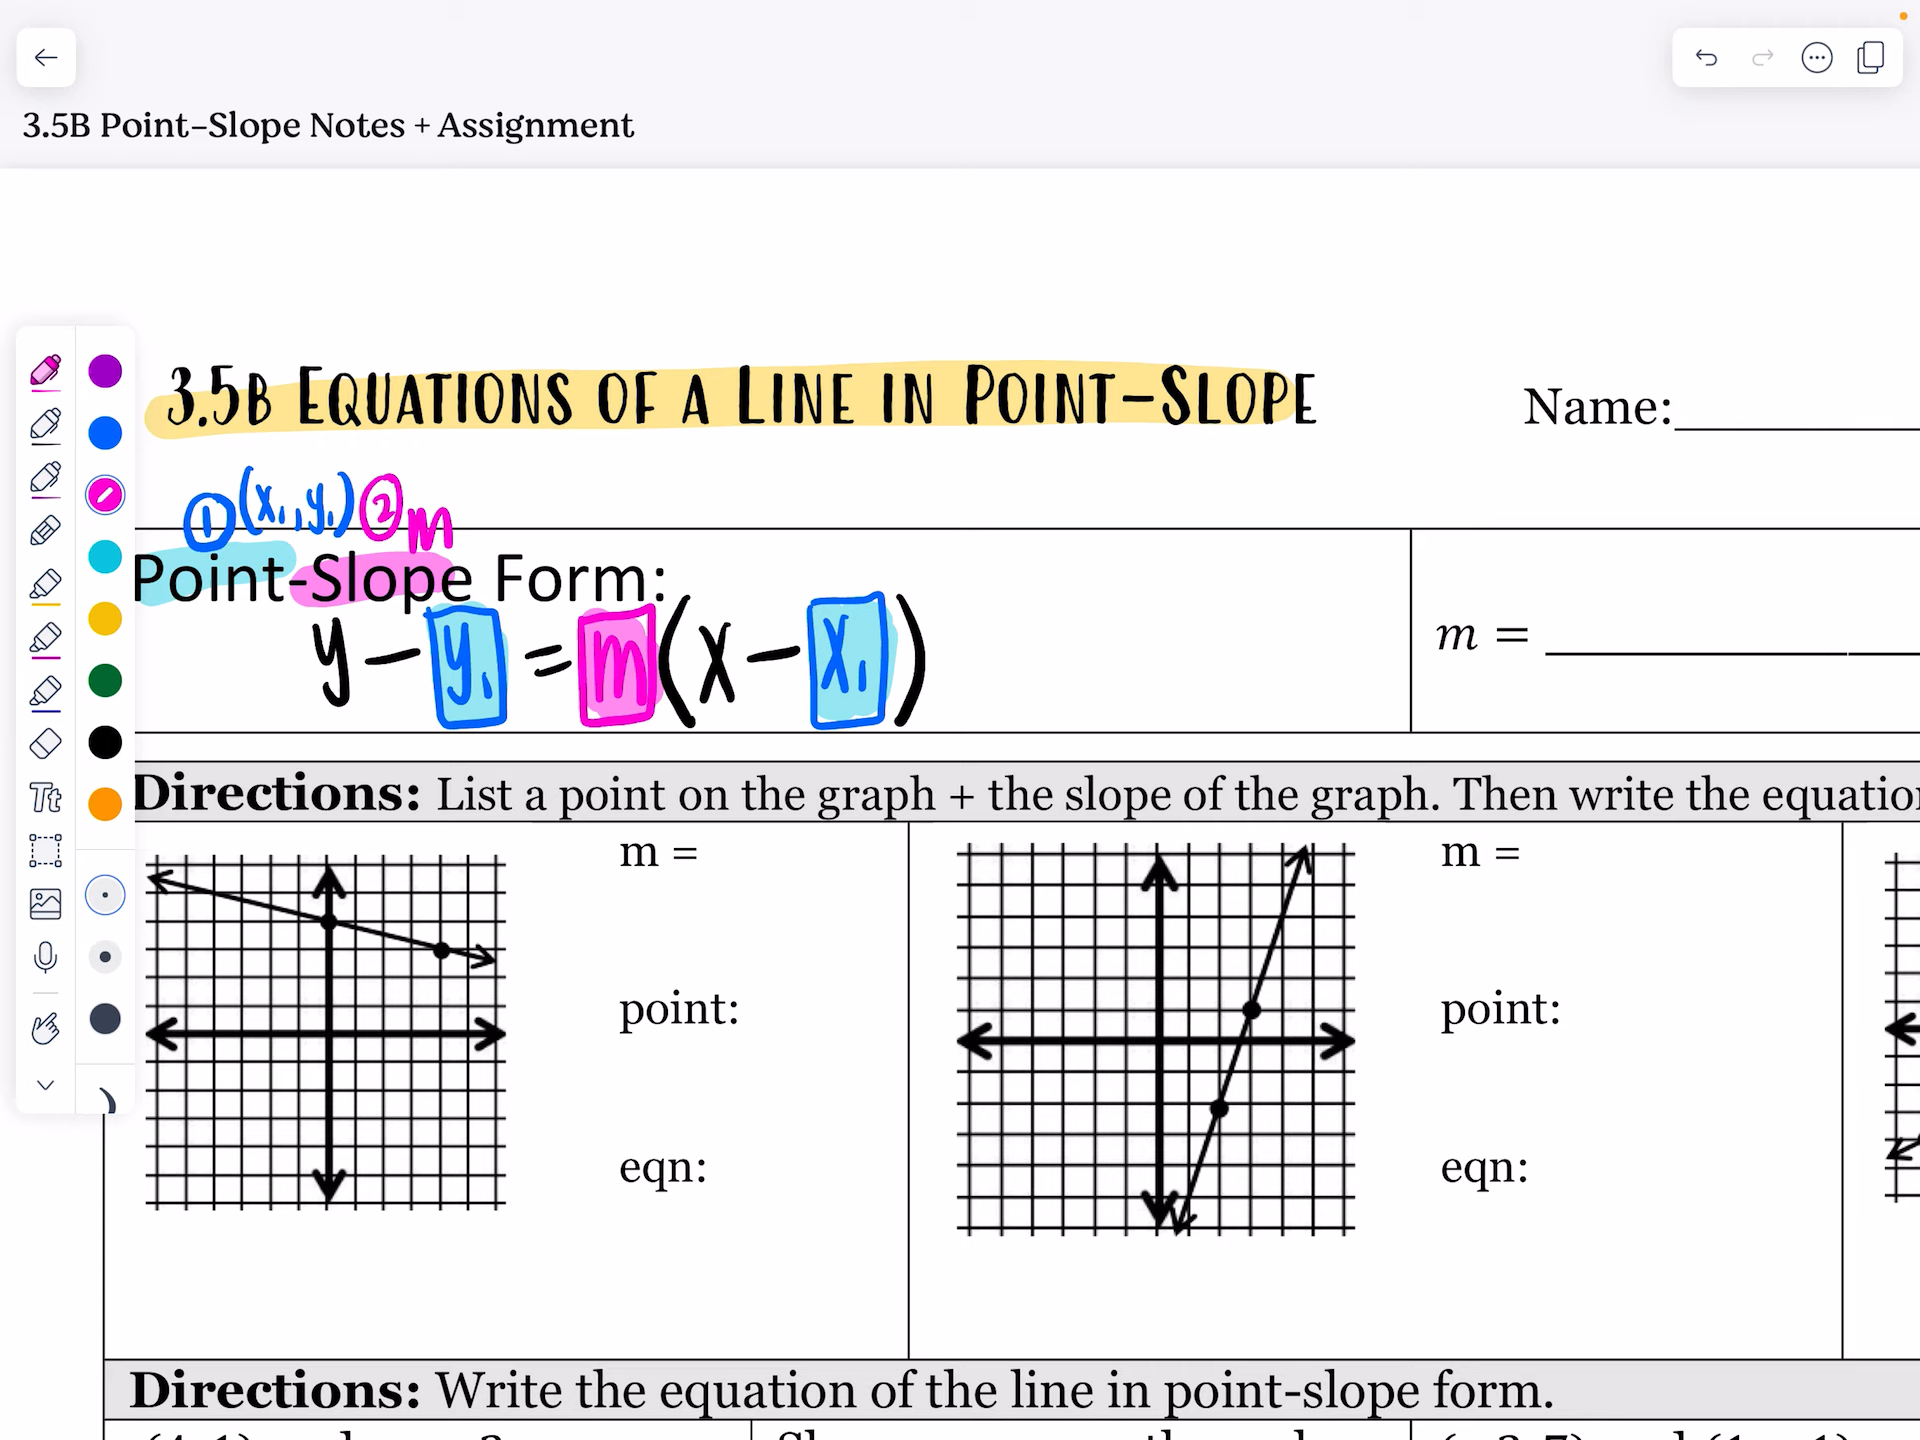 3.5B Point-Slope Notes + Assignment
3.5B EQUATIONS OF A LINE IN POINT-SLOPE
Name:
① (x₁, y₁) ② m
Point-Slope Form:
y - y₁ = m(x - x₁)
m =
Directions: List a point on the graph + the slope of the graph. Then write the equatio
m =
point:
eqn:
m =
point:
eqn:
Directions: Write the equation of the line in point-slope form.
Tt